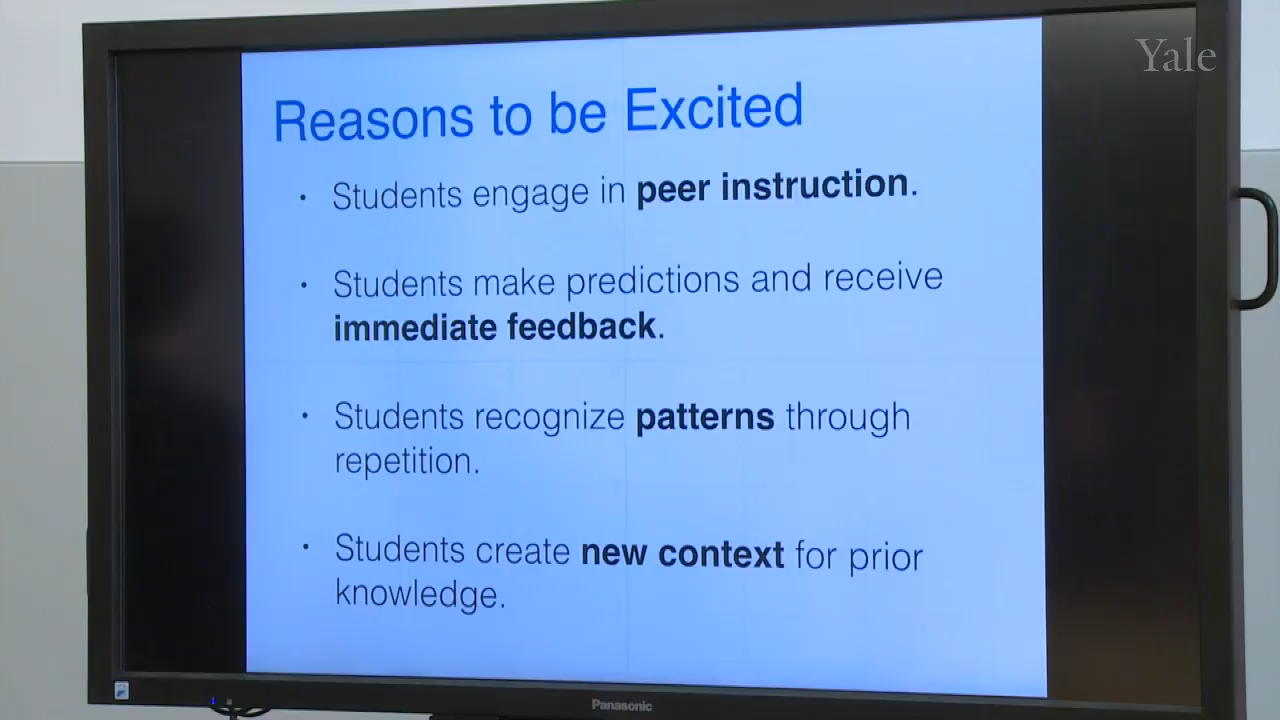 Yale
Reasons to be Excited
• Students engage in peer instruction.
• Students make predictions and receive
immediate feedback.
• Students recognize patterns through
repetition.
• Students create new context for prior
knowledge.
Panasonic